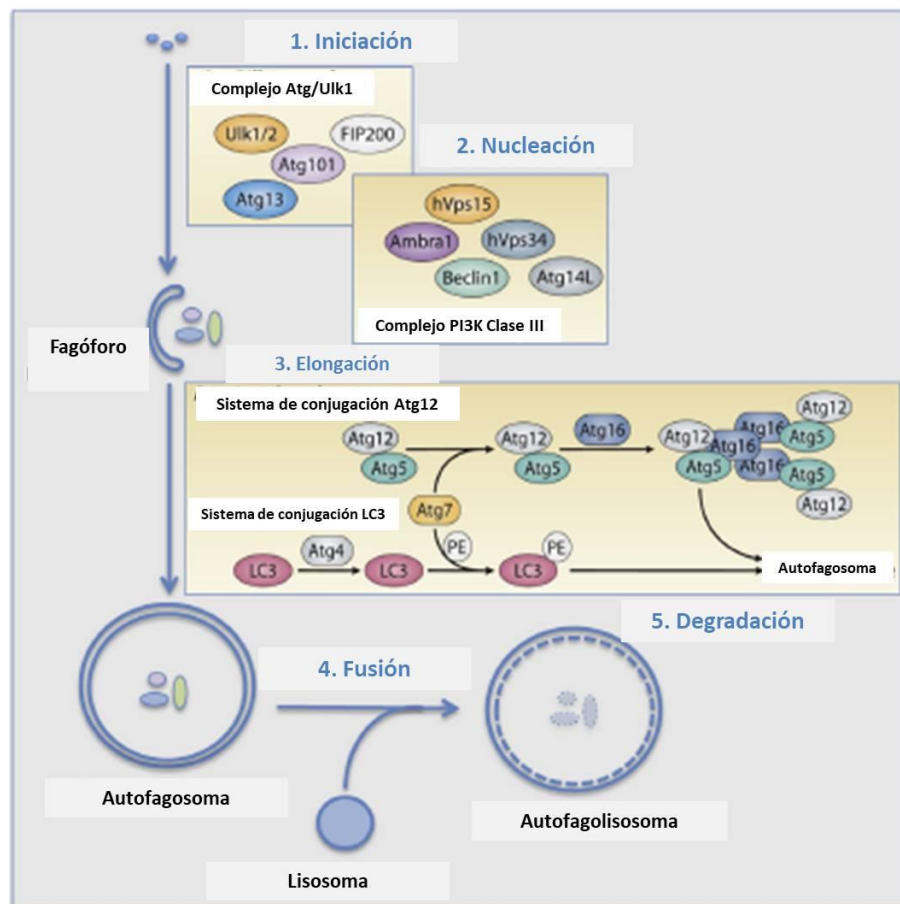 1. Iniciación
Complejo Atg/Ulk1
Ulk1/2
FIP200
Atg101
Atg13
2. Nucleación
hVps15
Ambra1
hVps34
Beclin1
Atg14L
Complejo PI3K Clase III
Fagóforo
3. Elongación
Sistema de conjugación Atg12
Atg12
Atg5
Atg12
Atg5
Atg16
Atg12
Atg16
Atg5
Atg16
Atg12
Atg5
Atg16
Atg5
Atg12
Sistema de conjugación LC3
Atg7
LC3
Atg4
LC3
PE
LC3
PE
Autofagosoma
5. Degradación
4. Fusión
Autofagosoma
Autofagolisosoma
Lisosoma